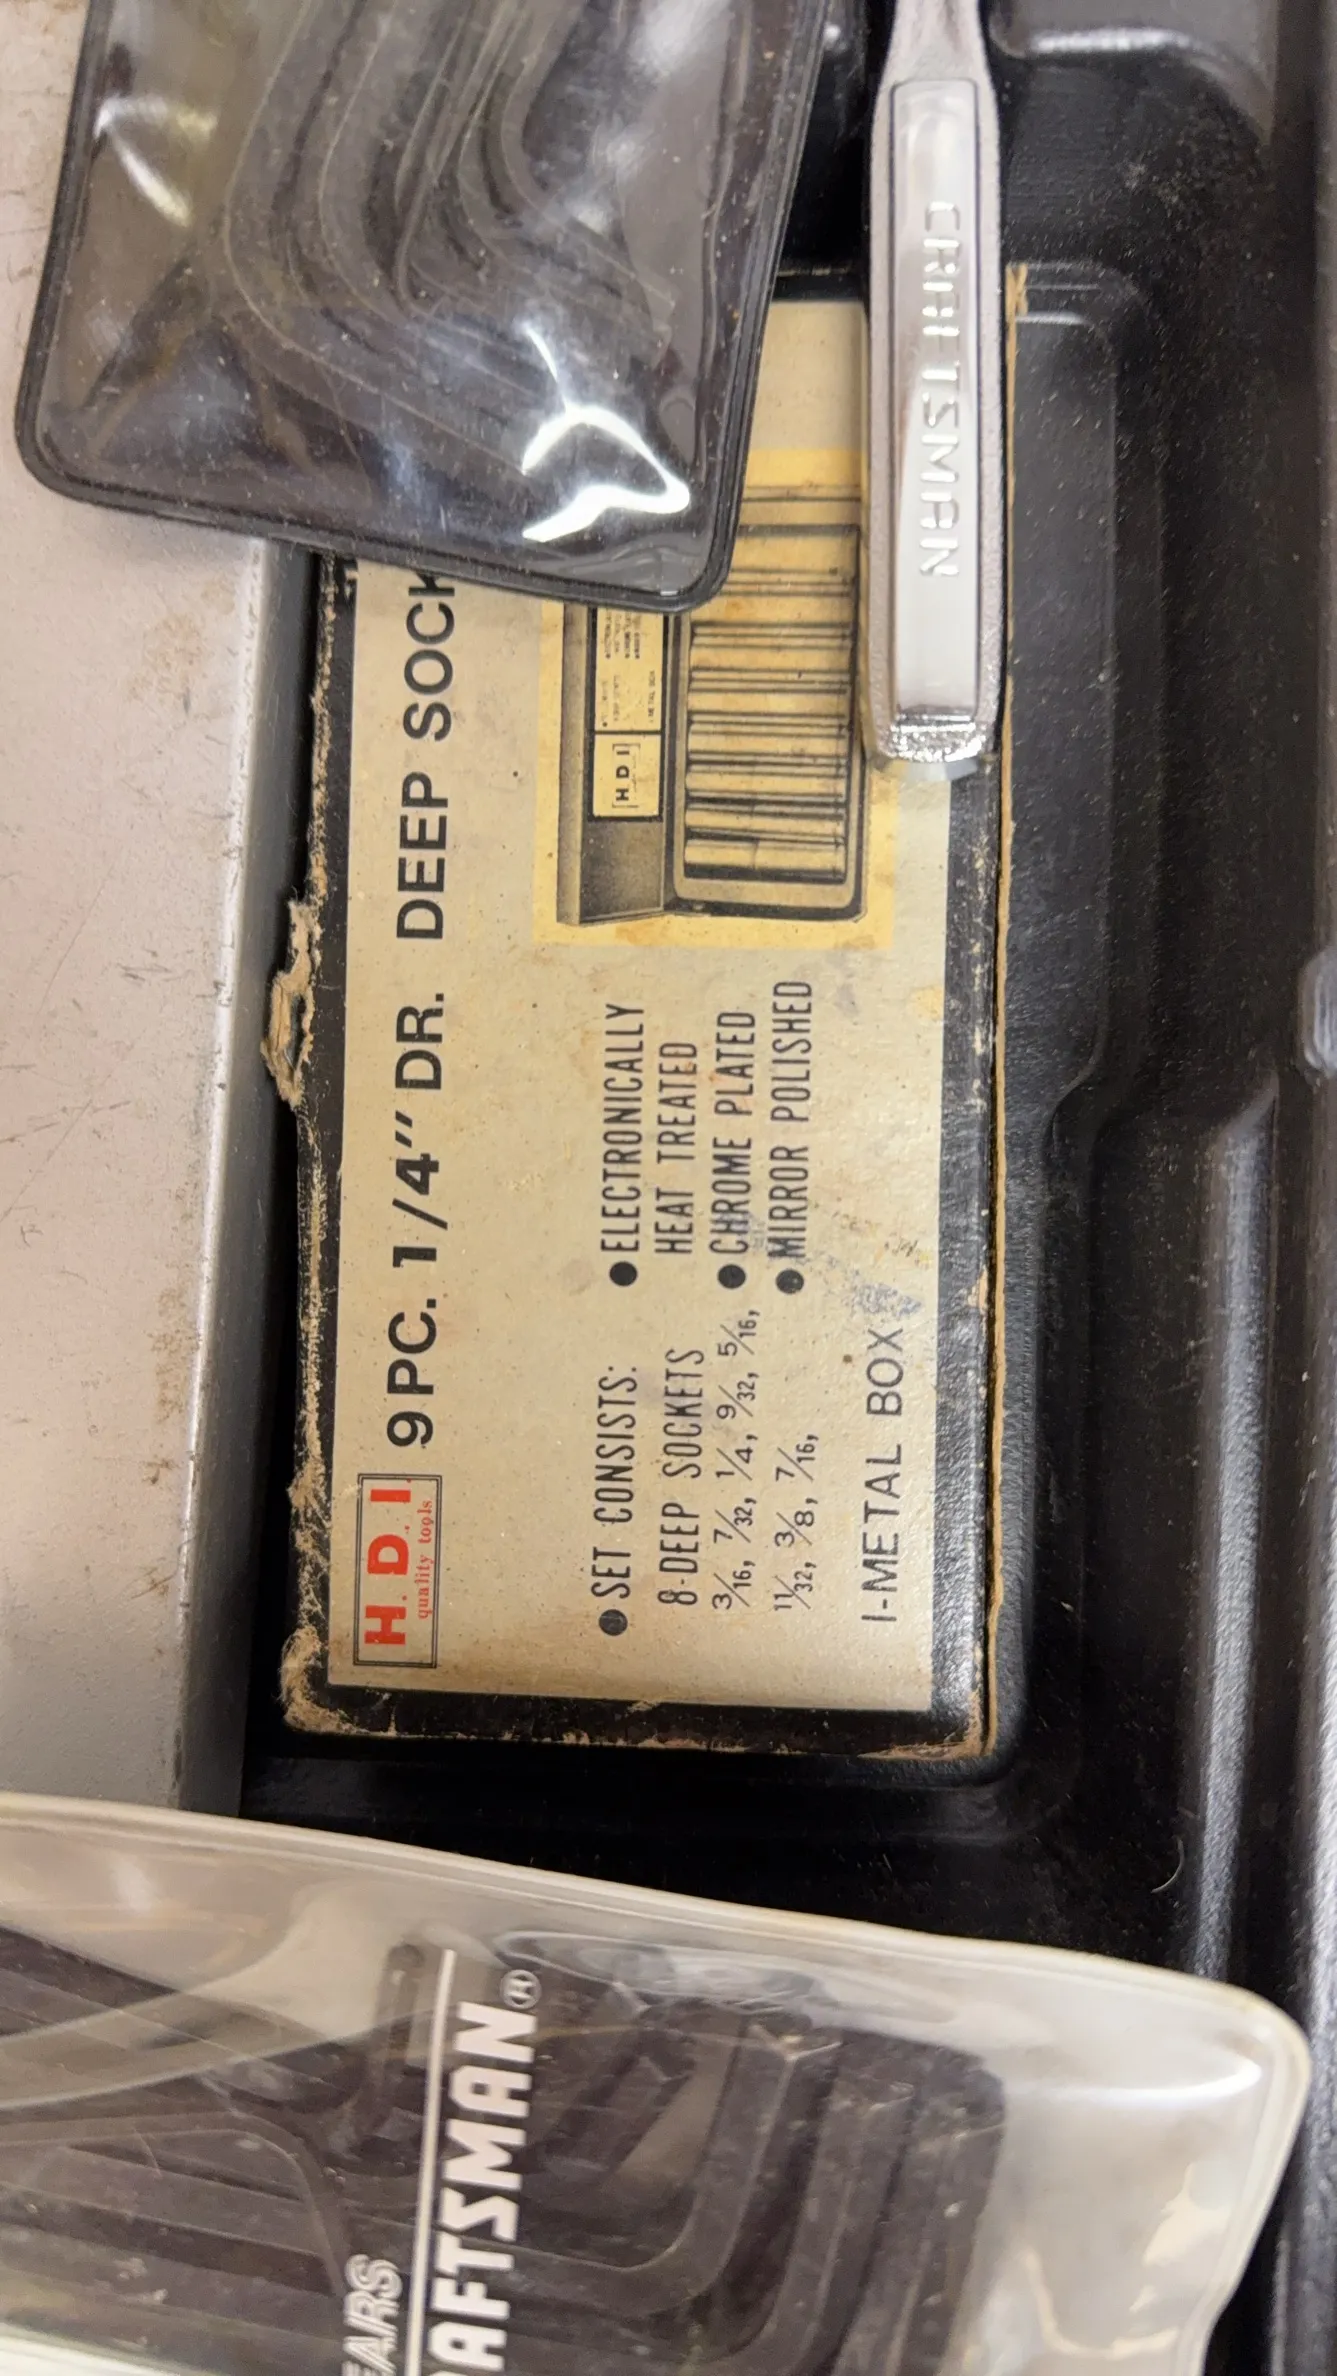 H.D.I.
quality tools
9 PC. 1/4" DR. DEEP SOCK
● SET CONSISTS:
8-DEEP SOCKETS
3/16, 7/32, 1/4, 9/32, 5/16,
11/32, 3/8, 7/16,
1-METAL BOX
● ELECTRONICALLY
HEAT TREATED
● CHROME PLATED
● MIRROR POLISHED
H D I
CRAFTSMAN
EARS
RAFTSMAN®